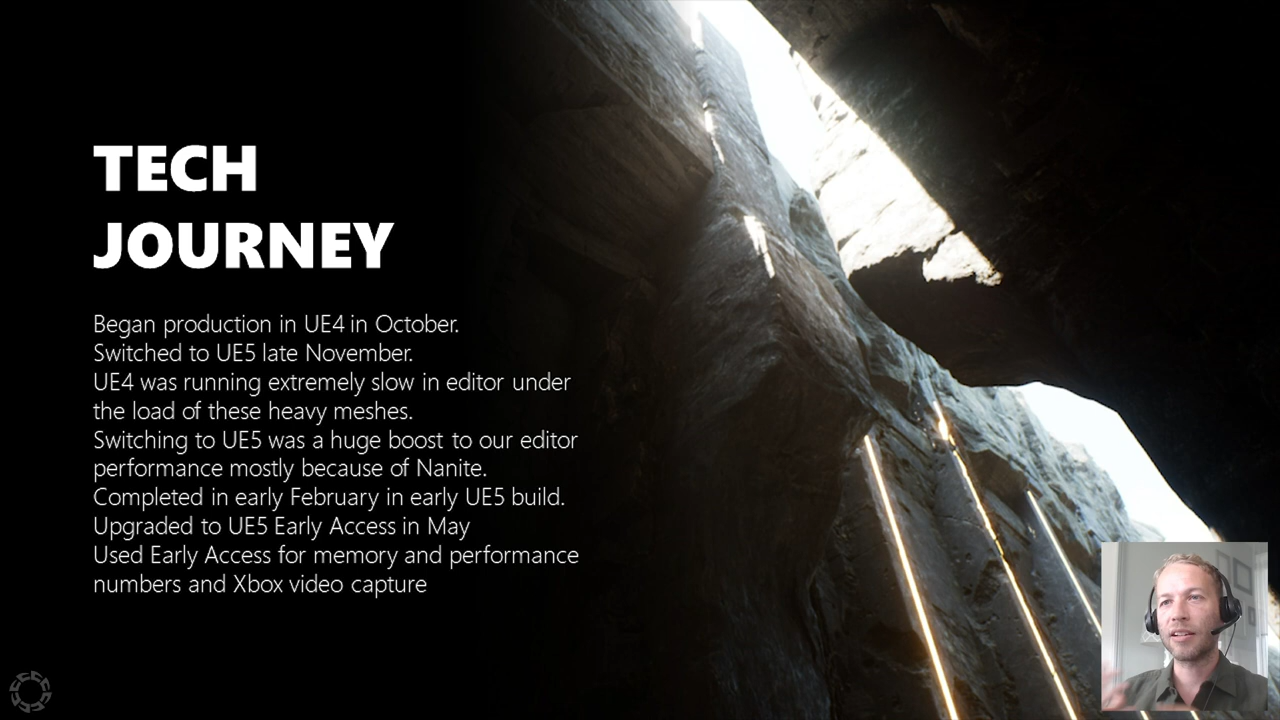 TECH
JOURNEY
Began production in UE4 in October.
Switched to UE5 late November.
UE4 was running extremely slow in editor under
the load of these heavy meshes.
Switching to UE5 was a huge boost to our editor
performance mostly because of Nanite.
Completed in early February in early UE5 build.
Upgraded to UE5 Early Access in May
Used Early Access for memory and performance
numbers and Xbox video capture